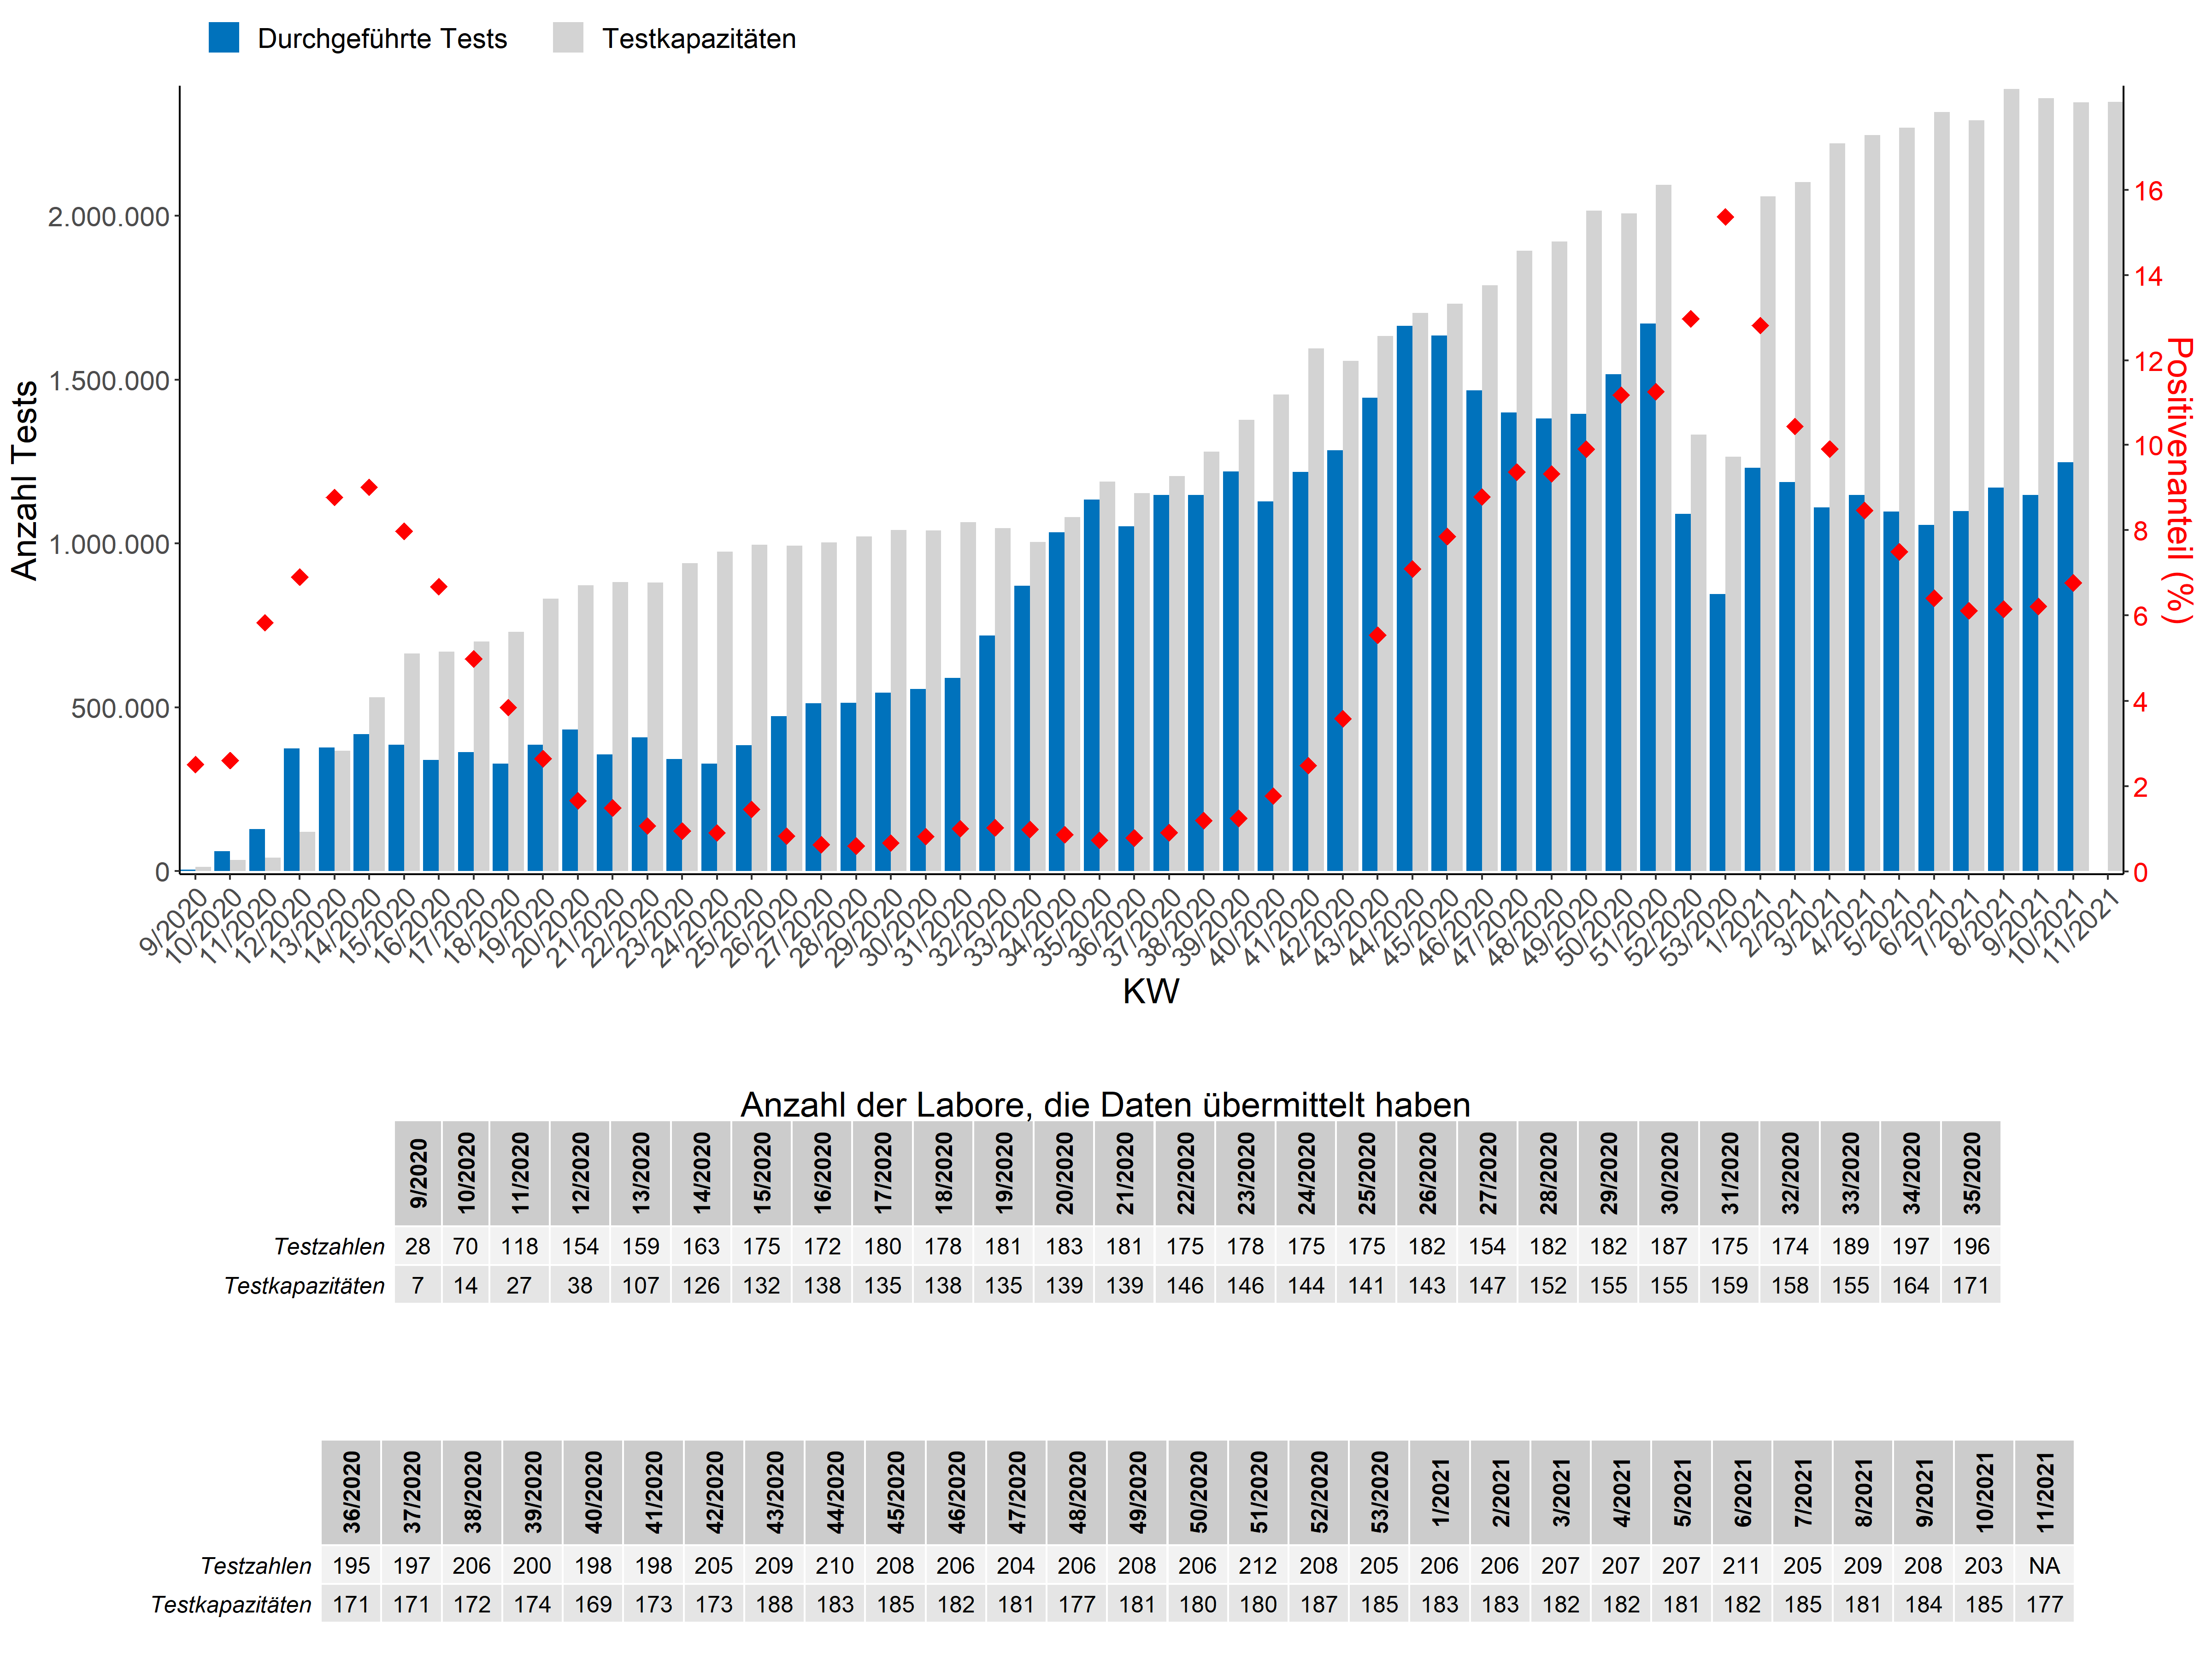 Durchgeführte Tests Testkapazitäten
Anzahl Tests
2.000.000
1.500.000
1.000.000
500.000
0
16
14
12
10
8
6
4
2
0
Positivenanteil (%)
9/2020 10/2020 11/2020 12/2020 13/2020 14/2020 15/2020 16/2020 17/2020 18/2020 19/2020 20/2020 21/2020 22/2020 23/2020 24/2020 25/2020 26/2020 27/2020 28/2020 29/2020 30/2020 31/2020 32/2020 33/2020 34/2020 35/2020 36/2020 37/2020 38/2020 39/2020 40/2020 41/2020 42/2020 43/2020 44/2020 45/2020 46/2020 47/2020 48/2020 49/2020 50/2020 51/2020 52/2020 53/2020 1/2021 2/2021 3/2021 4/2021 5/2021 6/2021 7/2021 8/2021 9/2021 10/2021 11/2021
KW
Anzahl der Labore, die Daten übermittelt haben
9/2020 10/2020 11/2020 12/2020 13/2020 14/2020 15/2020 16/2020 17/2020 18/2020 19/2020 20/2020 21/2020 22/2020 23/2020 24/2020 25/2020 26/2020 27/2020 28/2020 29/2020 30/2020 31/2020 32/2020 33/2020 34/2020 35/2020
Testzahlen 28 70 118 154 159 163 175 172 180 178 181 183 181 175 178 175 175 182 154 182 182 187 175 174 189 197 196
Testkapazitäten 7 14 27 38 107 126 132 138 135 138 135 139 139 146 146 144 141 143 147 152 155 155 159 158 155 164 171
36/2020 37/2020 38/2020 39/2020 40/2020 41/2020 42/2020 43/2020 44/2020 45/2020 46/2020 47/2020 48/2020 49/2020 50/2020 51/2020 52/2020 53/2020 1/2021 2/2021 3/2021 4/2021 5/2021 6/2021 7/2021 8/2021 9/2021 10/2021 11/2021
Testzahlen 195 197 206 200 198 198 205 209 210 208 206 204 206 208 206 212 208 205 206 206 207 207 207 211 205 209 208 203 NA
Testkapazitäten 171 171 172 174 169 173 173 188 183 185 182 181 177 181 180 180 187 185 183 183 182 182 181 182 185 181 184 185 177